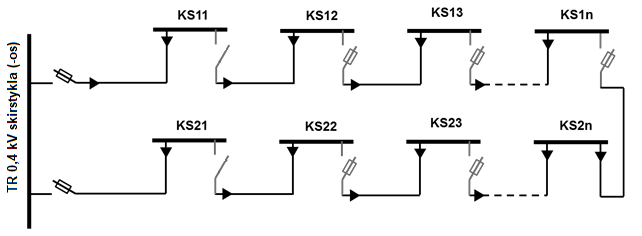 KS11
KS12
KS13
KS1n
TR 0,4 kV skirstykla (-os)
KS21
KS22
KS23
KS2n